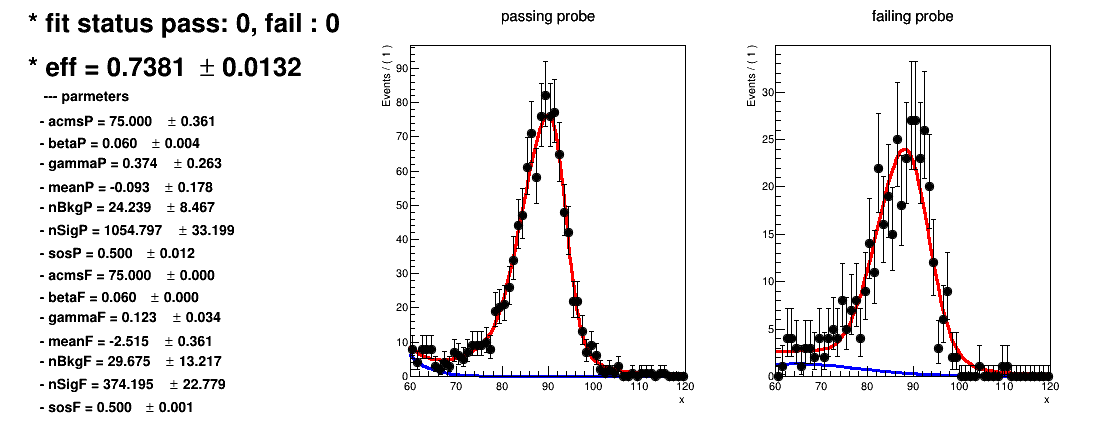 * fit status pass: 0, fail : 0
* eff = 0.7381 ± 0.0132
--- parmeters
- acmsP = 75.000 ± 0.361
- betaP = 0.060 ± 0.004
- gammaP = 0.374 ± 0.263
- meanP = -0.093 ± 0.178
- nBkgP = 24.239 ± 8.467
- nSigP = 1054.797 ± 33.199
- sosP = 0.500 ± 0.012
- acmsF = 75.000 ± 0.000
- betaF = 0.060 ± 0.000
- gammaF = 0.123 ± 0.034
- meanF = -2.515 ± 0.361
- nBkgF = 29.675 ± 13.217
- nSigF = 374.195 ± 22.779
- sosF = 0.500 ± 0.001
passing probe
Events / ( 1 )
90
80
70
60
50
40
30
20
10
0
60 70 80 90 100 110 120
x
failing probe
Events / ( 1 )
30
25
20
15
10
5
0
60 70 80 90 100 110 120
x